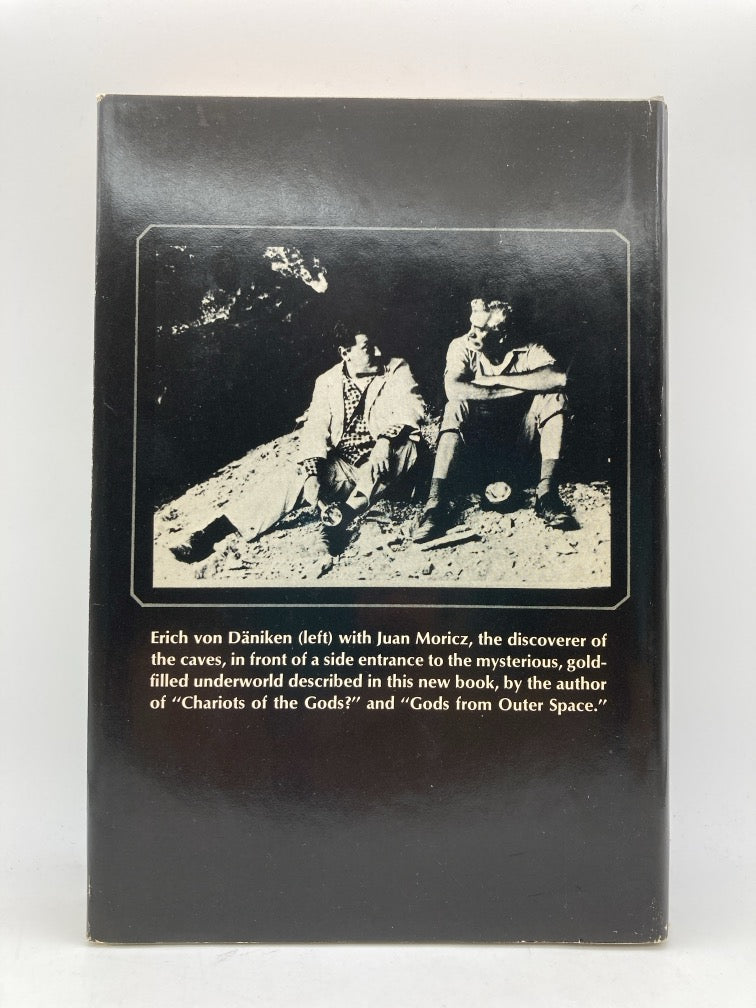 Erich von Däniken (left) with Juan Moricz, the discoverer of
the caves, in front of a side entrance to the mysterious, gold-
filled underworld described in this new book, by the author
of “Chariots of the Gods?” and “Gods from Outer Space.”